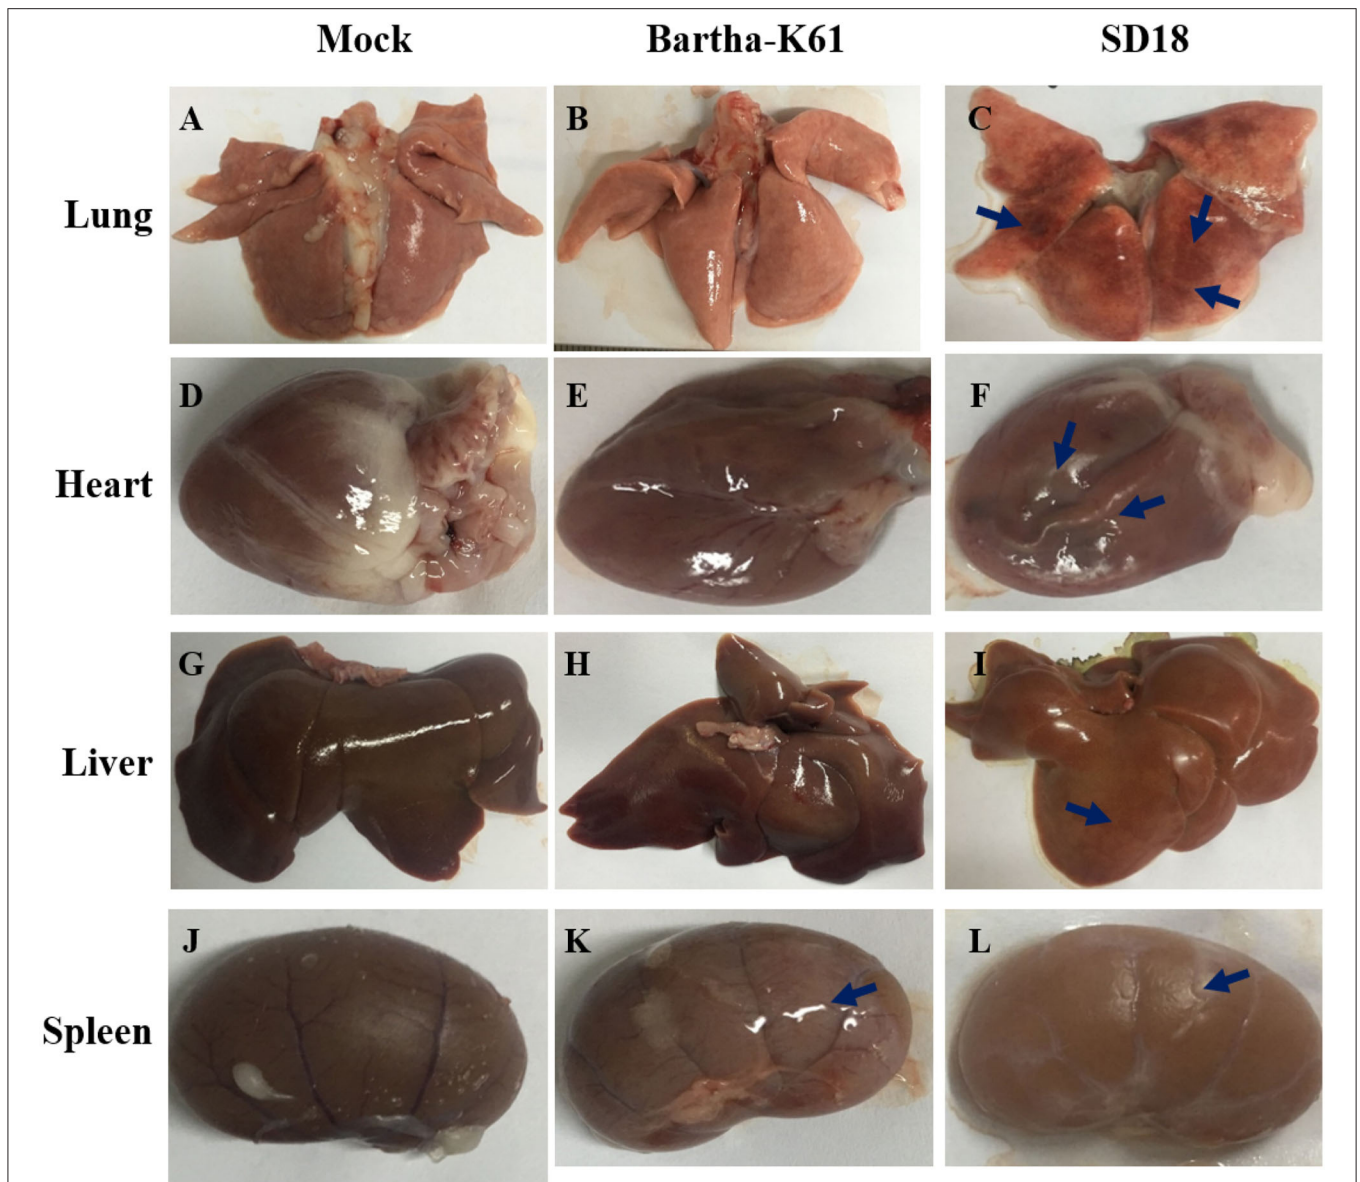 Mock Bartha-K61 SD18
Lung A B C
Heart D E F
Liver G H I
Spleen J K L